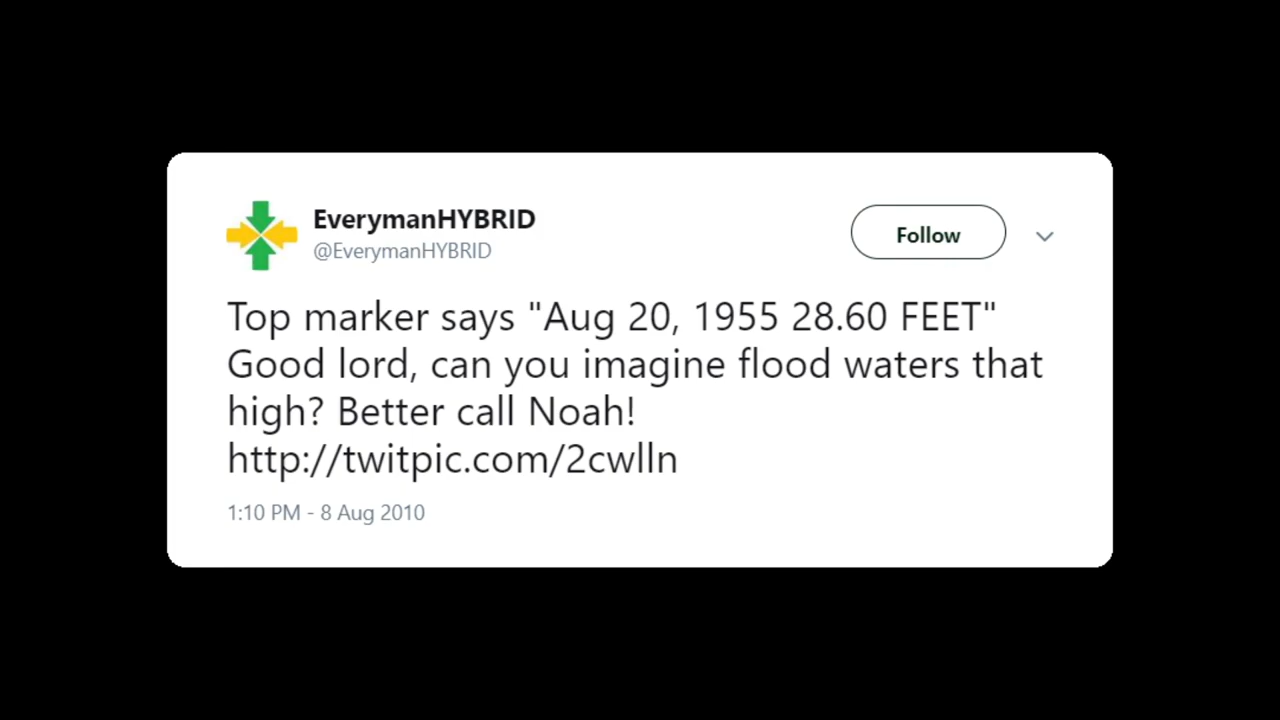 EverymanHYBRID
@EverymanHYBRID
Follow
Top marker says "Aug 20, 1955 28.60 FEET"
Good lord, can you imagine flood waters that
high? Better call Noah!
http://twitpic.com/2cwlln
1:10 PM - 8 Aug 2010